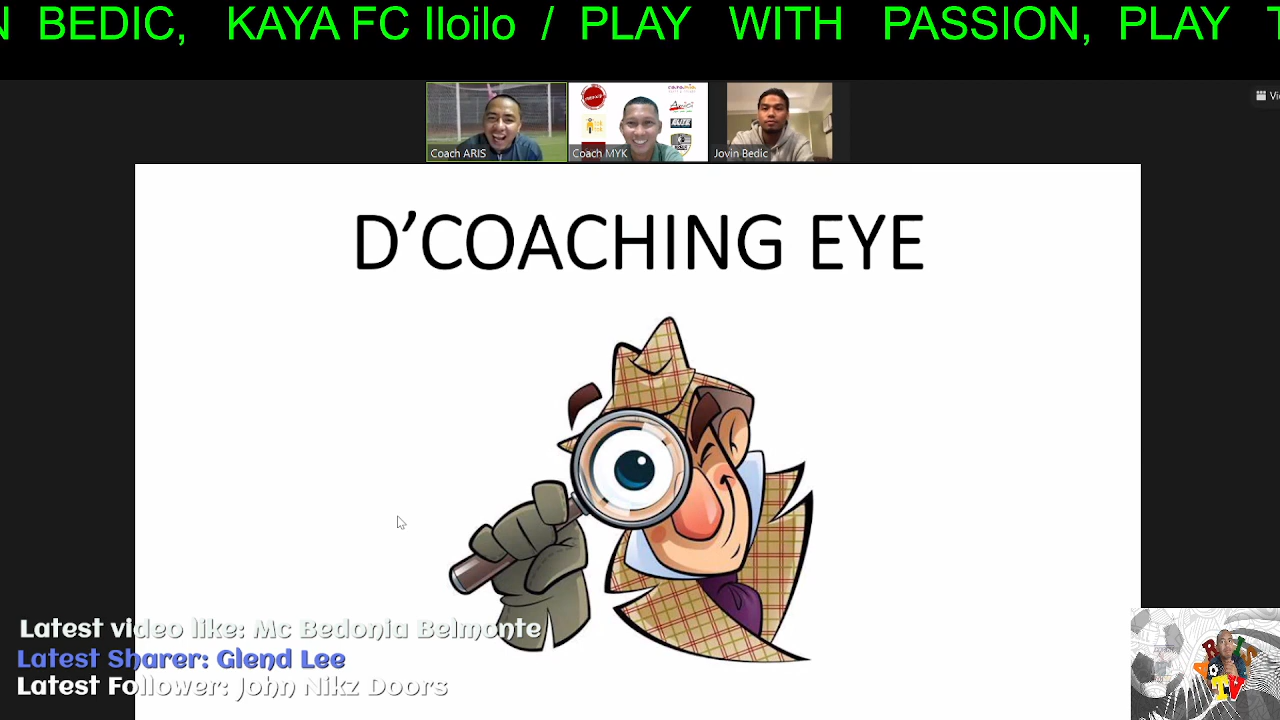 N BEDIC, KAYA FC Iloilo / PLAY WITH PASSION, PLAY T
Coach ARIS
Coach MYK
Jovin Bedic
D’COACHING EYE
Latest video like: Mc Bedonia Belmonte
Latest Sharer: Glend Lee
Latest Follower: John Nikz Doors
TV